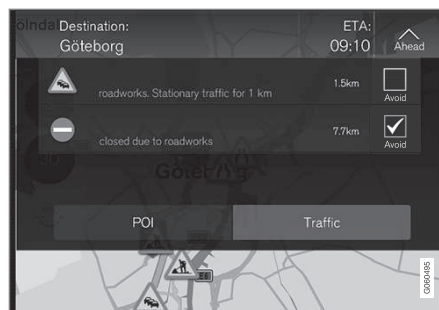 Destination:
ETA:
Göteborg
09:10
Ahead
roadworks. Stationary traffic for 1 km
1.5km
Avoid
closed due to roadworks
7.7km
Avoid
POI
Traffic
G060495